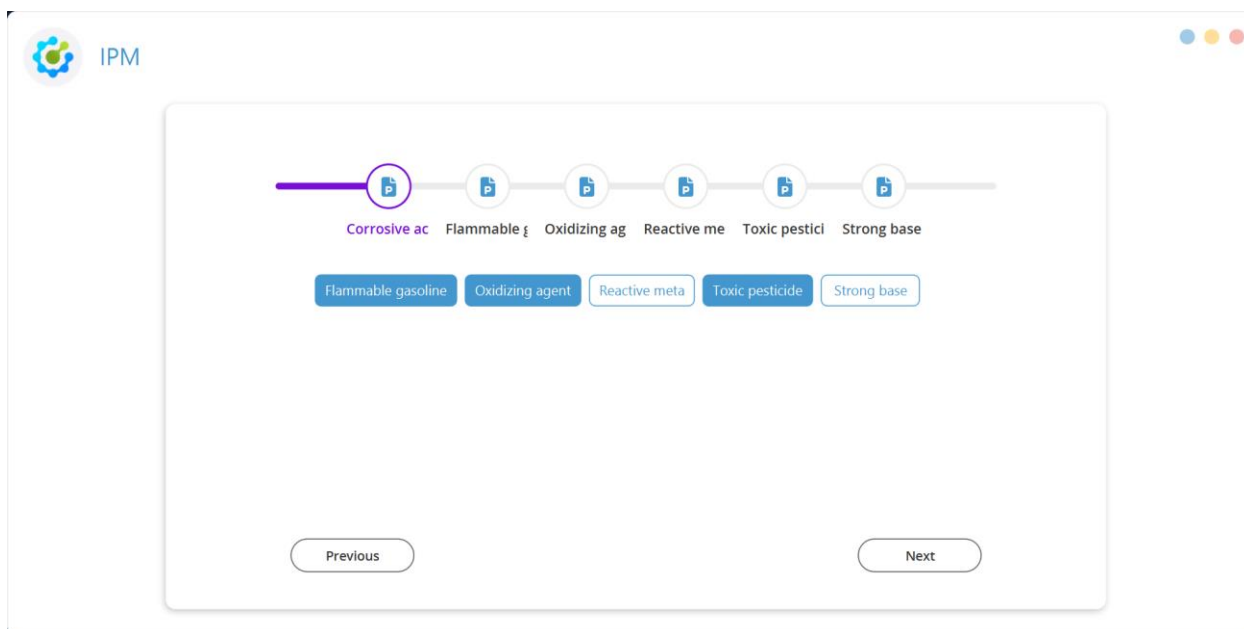 IPM
Corrosive ac Flammable g Oxidizing ag Reactive me Toxic pestici Strong base
Flammable gasoline Oxidizing agent Reactive meta Toxic pesticide Strong base
Previous Next